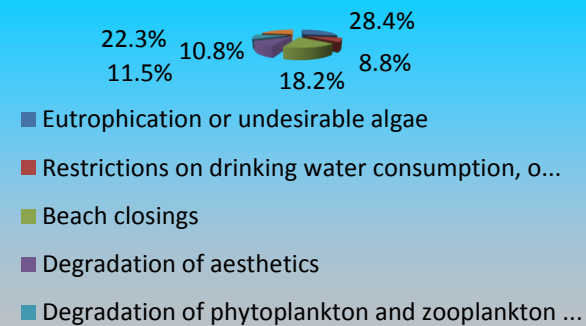 28.4%
22.3% 10.8%
8.8%
11.5%
18.2%
Eutrophication or undesirable algae
Restrictions on drinking water consumption, o...
Beach closings
Degradation of aesthetics
Degradation of phytoplankton and zooplankton ...